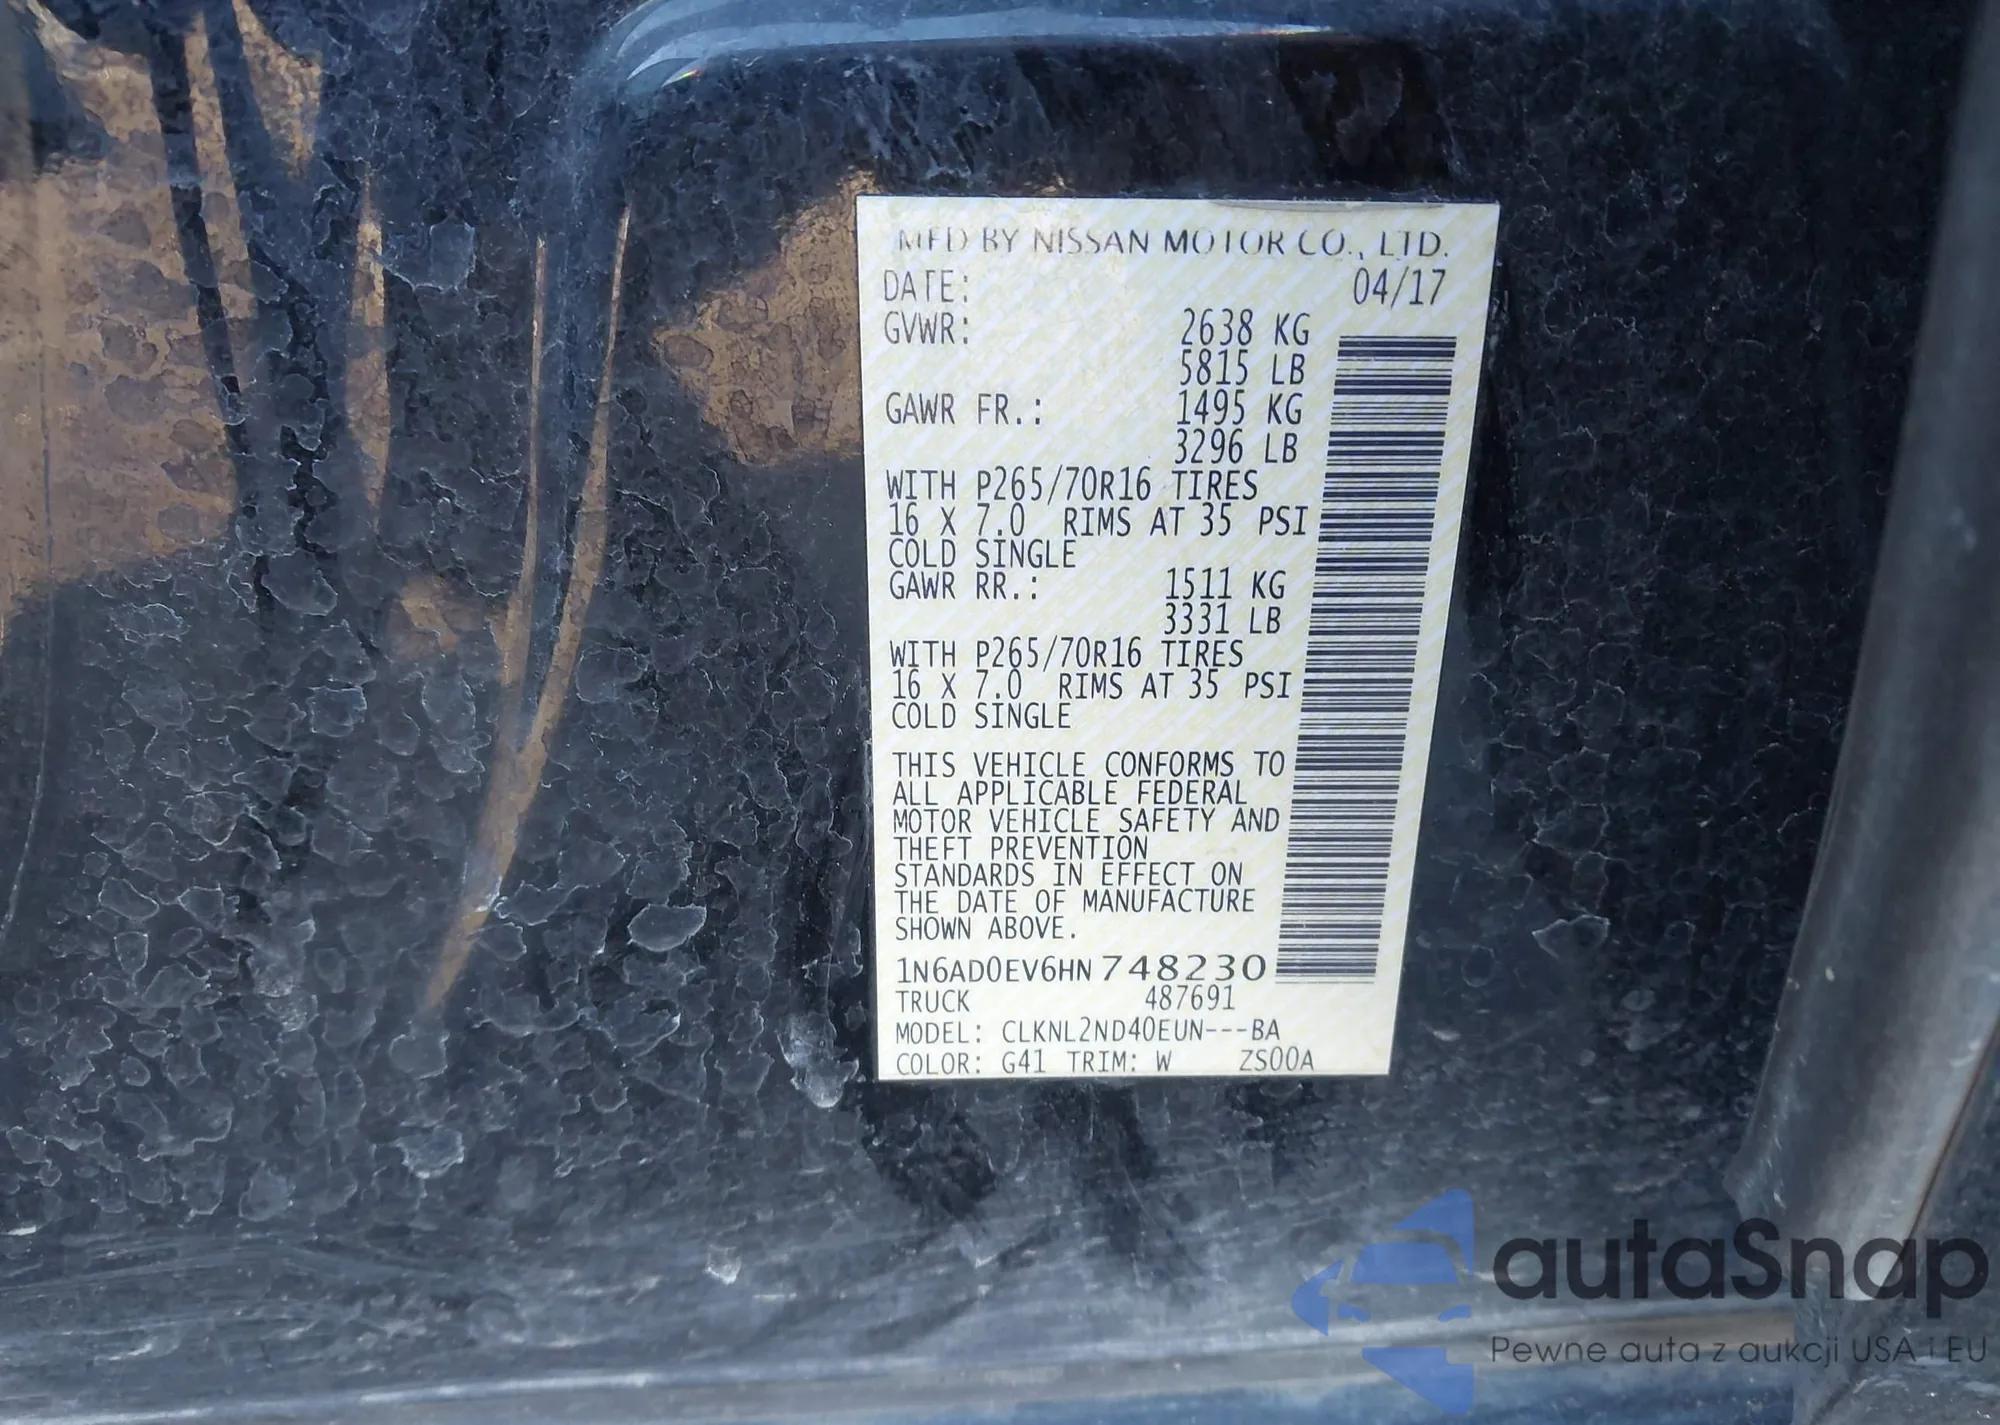 MFD BY NISSAN MOTOR CO., LTD.
DATE: 04/17
GVWR: 2638 KG
5815 LB
GAWR FR.: 1495 KG
3296 LB
WITH P265/70R16 TIRES
16 X 7.0 RIMS AT 35 PSI
COLD SINGLE
GAWR RR.: 1511 KG
3331 LB
WITH P265/70R16 TIRES
16 X 7.0 RIMS AT 35 PSI
COLD SINGLE
THIS VEHICLE CONFORMS TO
ALL APPLICABLE FEDERAL
MOTOR VEHICLE SAFETY AND
THEFT PREVENTION
STANDARDS IN EFFECT ON
THE DATE OF MANUFACTURE
SHOWN ABOVE.
1N6AD0EV6HN748230
TRUCK 487691
MODEL: CLKNL2ND40EUN---BA
COLOR: G41 TRIM: W ZS00A
autaSnap
Pewne auta z aukcji USA i EU